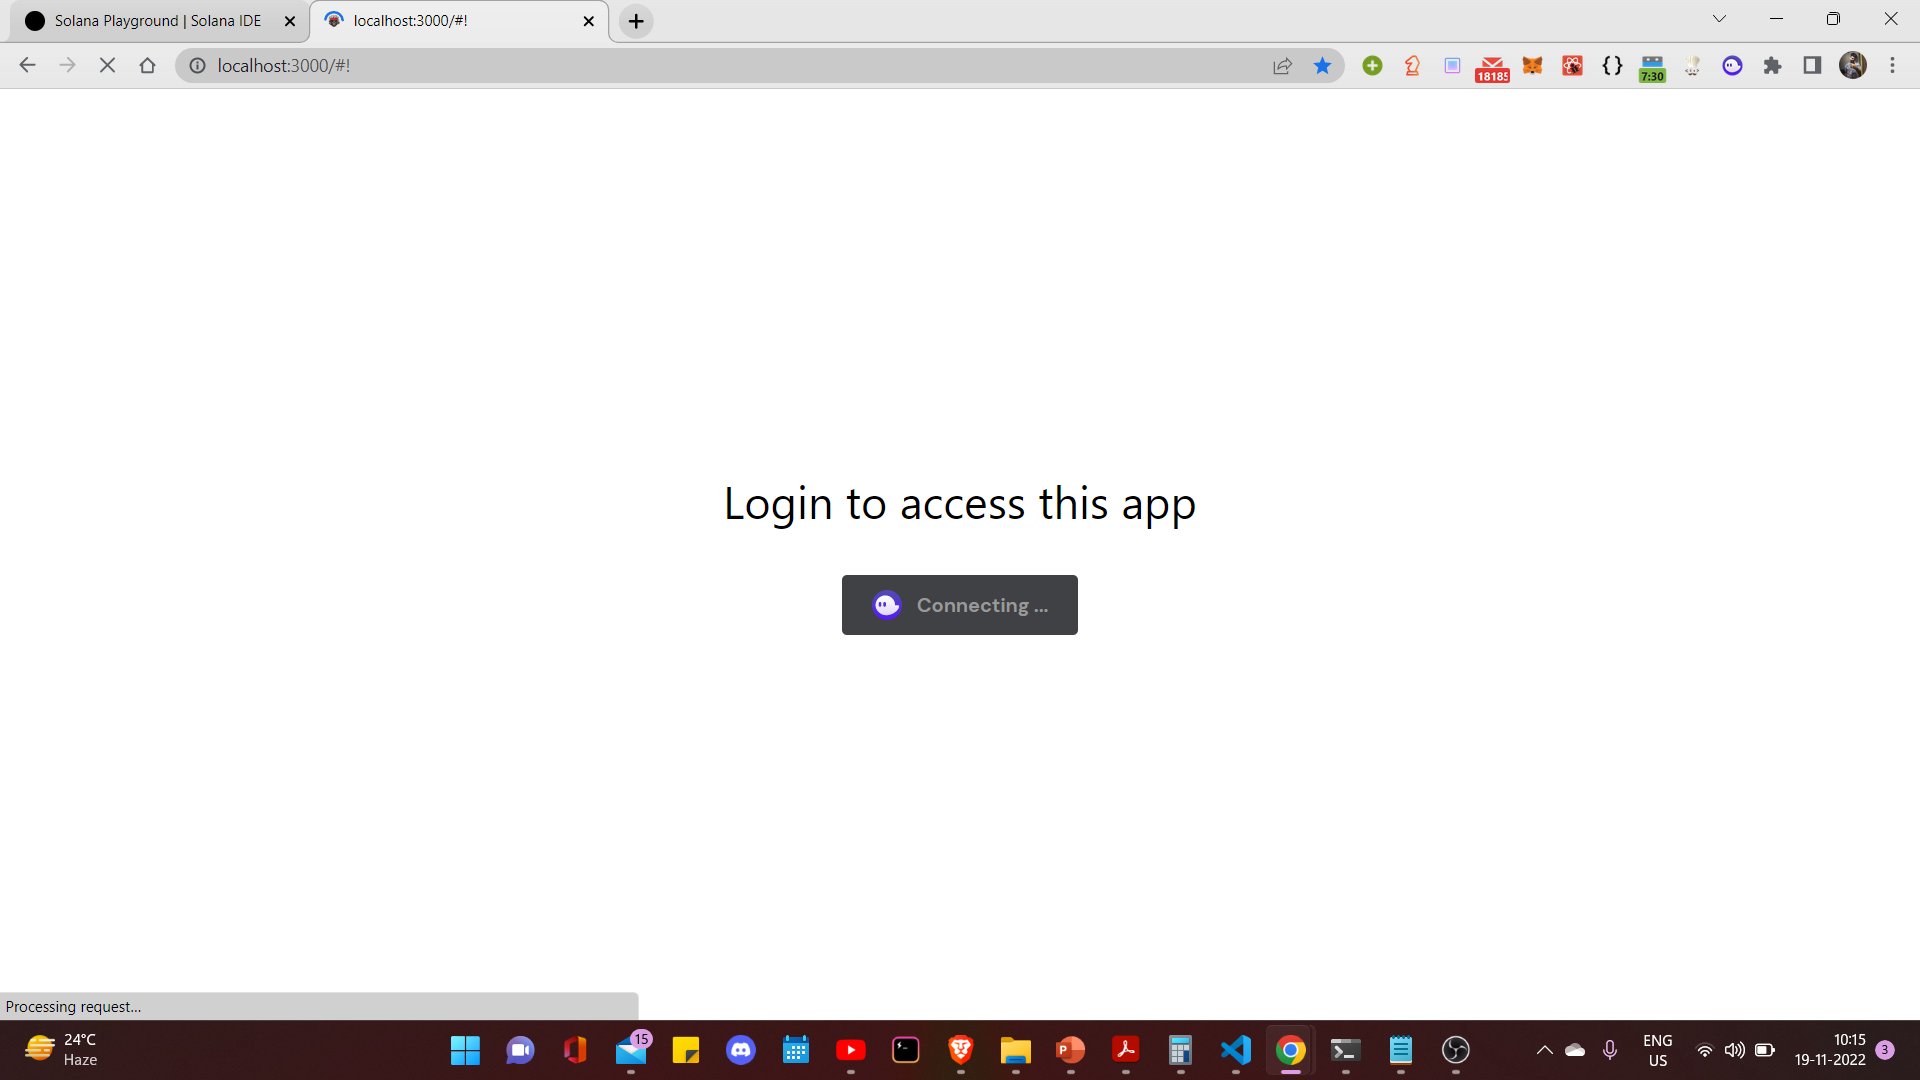 Solana Playground | Solana IDE
localhost:3000/#!
localhost:3000/#!
18185
7:30
Login to access this app
Connecting ...
Processing request...
24°C
Haze
15
ENG
US
10:15
19-11-2022
3